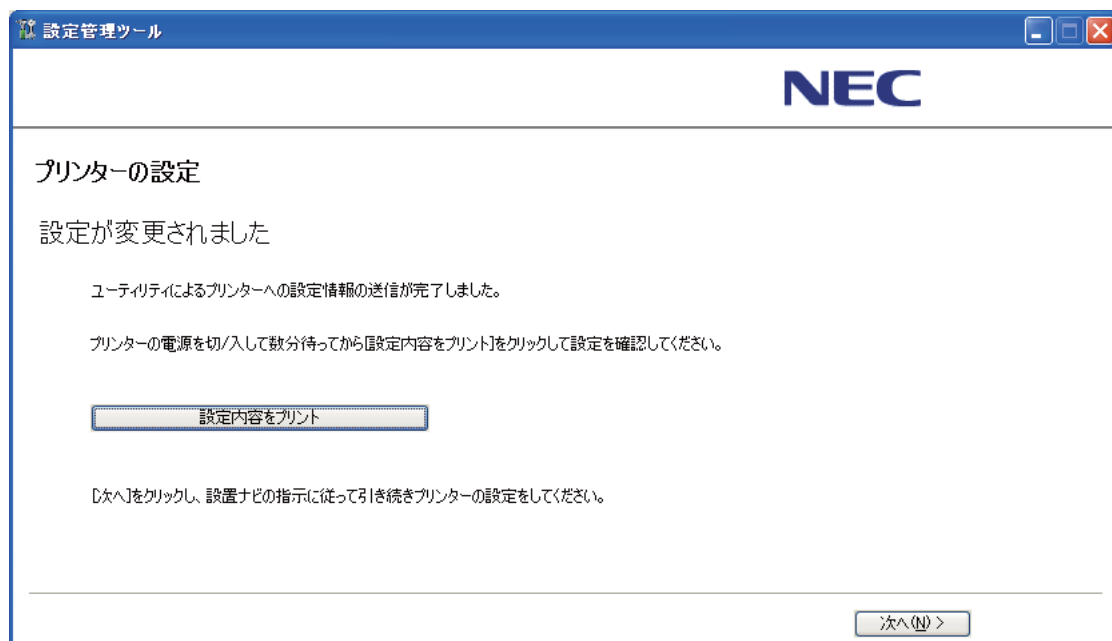 設定管理ツール
NEC
プリンターの設定
設定が変更されました
ユーティリティによるプリンターへの設定情報の送信が完了しました。
プリンターの電源を切/入して数分待ってから[設定内容をプリント]をクリックして設定を確認してください。
設定内容をプリント
[次へ]をクリックし、設置ナビの指示に従って引き続きプリンターの設定をしてください。
次へ(N) >